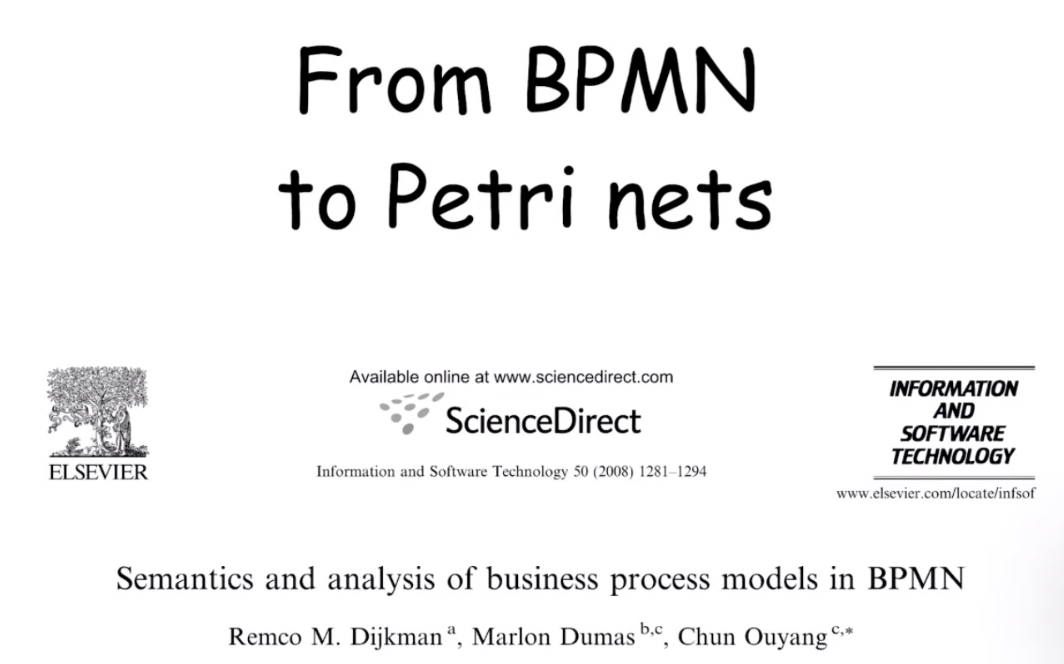 From BPMN
to Petri nets
Available online at www.sciencedirect.com
ScienceDirect
ELSEVIER
Information and Software Technology 50 (2008) 1281–1294
INFORMATION
AND
SOFTWARE
TECHNOLOGY
www.elsevier.com/locate/infsof
Semantics and analysis of business process models in BPMN
Remco M. Dijkman a, Marlon Dumas b,c, Chun Ouyang c,*